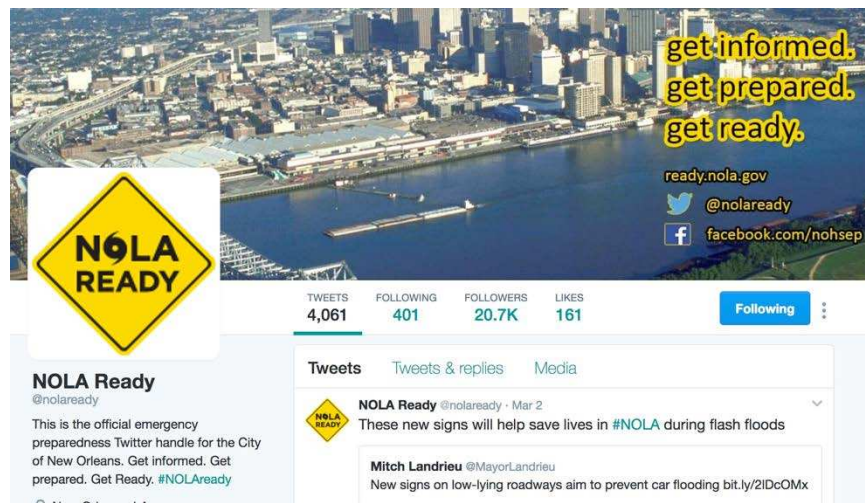 get informed.
get prepared.
get ready.
ready.nola.gov
@nolaready
facebook.com/nohsep
NOLA
READY
TWEETS
4,061
FOLLOWING
401
FOLLOWERS
20.7K
LIKES
161
Following
NOLA Ready
@nolaready
This is the official emergency
preparedness Twitter handle for the City
of New Orleans. Get informed. Get
prepared. Get Ready. #NOLAready
Tweets
Tweets & replies
Media
NOLA
READY
NOLA Ready @nolaready · Mar 2
These new signs will help save lives in #NOLA during flash floods
Mitch Landrieu @MayorLandrieu
New signs on low-lying roadways aim to prevent car flooding bit.ly/2lDcOMx